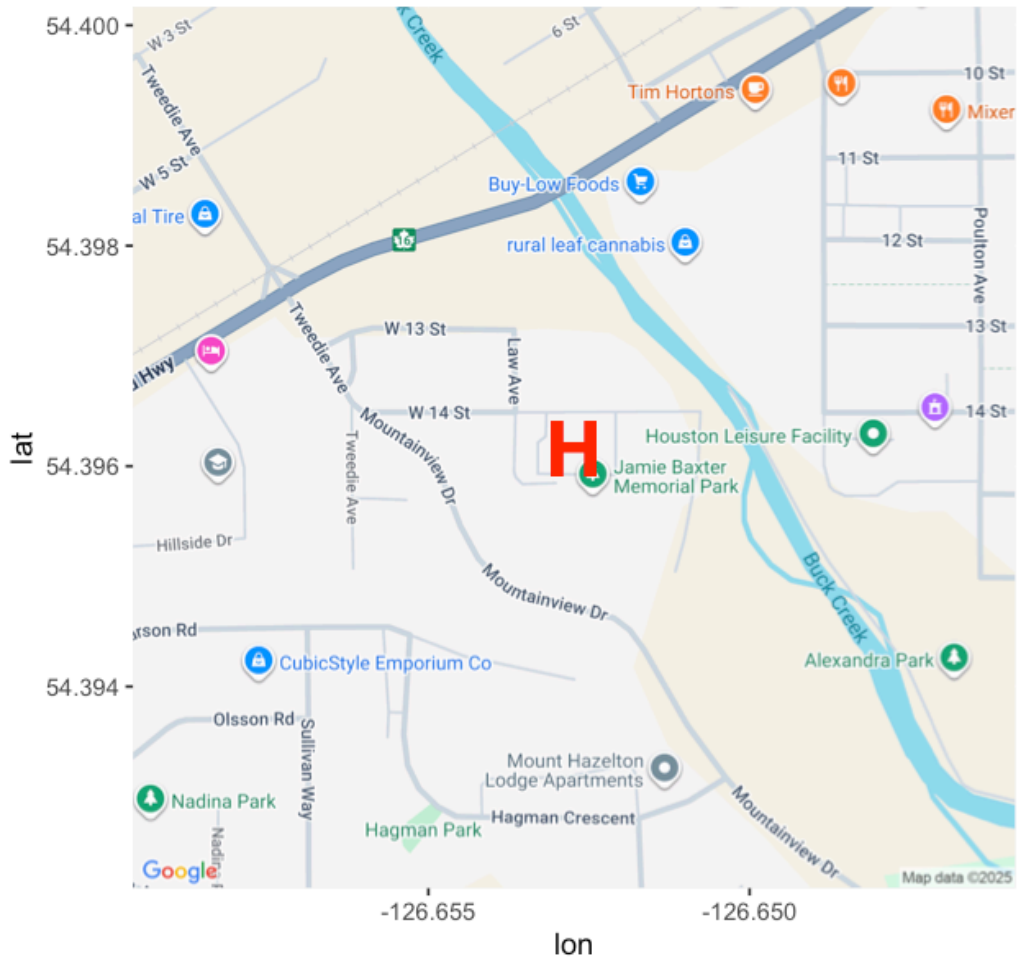 54.400
54.398
54.396
54.394
lat
-126.655
-126.650
lon
W 3 St
k Creek
6 St
Tweedie Ave
Tim Hortons
10 St
Mixer
W 5 St
11 St
Buy-Low Foods
al Tire
16
rural leaf cannabis
12 St
Poulton Ave
Tweedie Ave
W 13 St
13 St
Law Ave
Hwy
W 14 St
14 St
Mountainview Dr
Houston Leisure Facility
H
Jamie Baxter
Memorial Park
Tweedie Ave
Hillside Dr
Mountainview Dr
Buck Creek
arson Rd
CubicStyle Emporium Co
Alexandra Park
Olsson Rd
Sullivan Way
Mount Hazelton
Lodge Apartments
Nadina Park
Hagman Crescent
Hagman Park
Mountainview Dr
Google
Map data ©2025